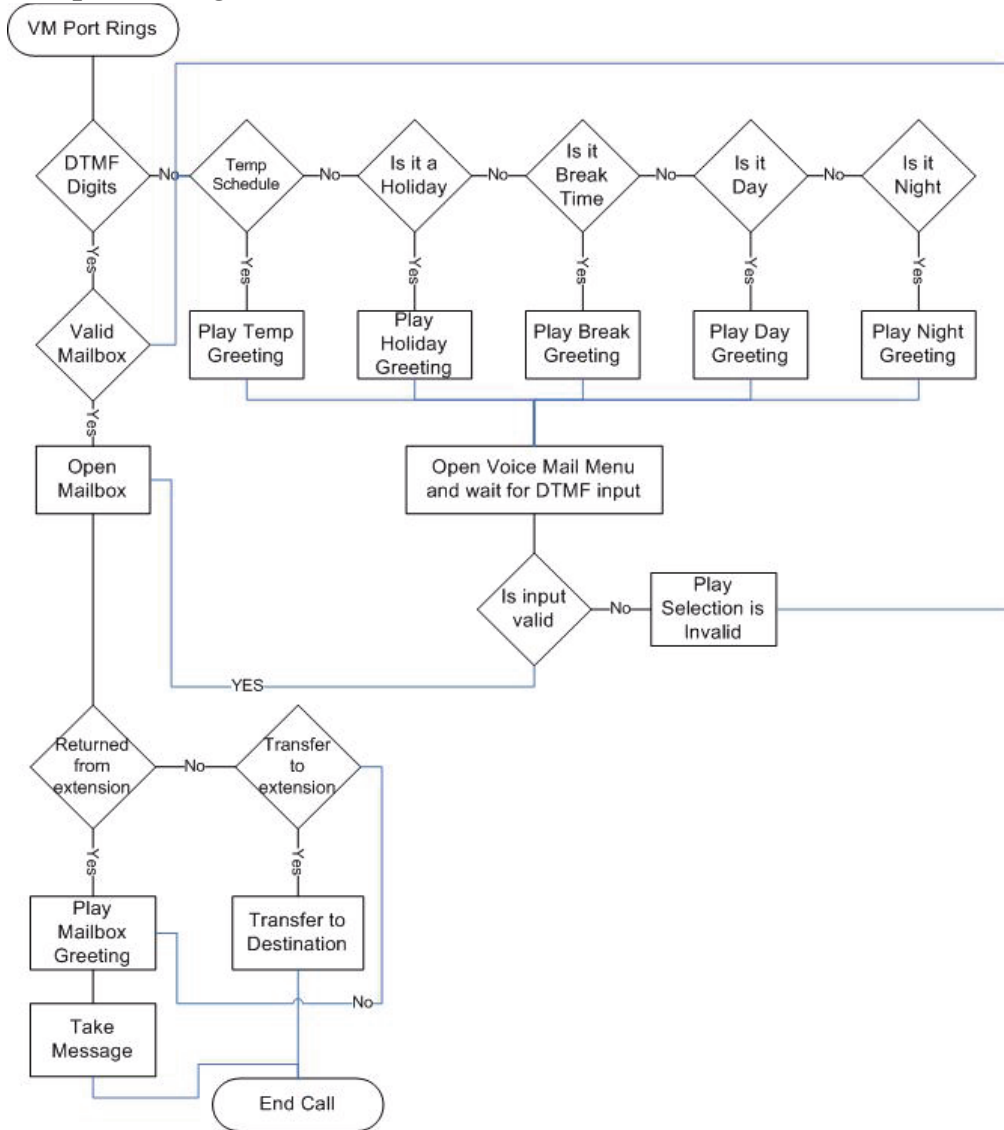 VM Port Rings
DTMF
Digits
No
Temp
Schedule
No
Is it a
Holiday
No
Is it
Break
Time
No
Is it
Day
No
Is it
Night
Yes
Yes
Yes
Yes
Yes
Yes
Valid
Mailbox
Play Temp
Greeting
Play
Holiday
Greeting
Play Break
Greeting
Play Day
Greeting
Play Night
Greeting
Yes
Open
Mailbox
Open Voice Mail Menu
and wait for DTMF input
Is input
valid
No
Play
Selection is
Invalid
YES
Returned
from
extension
No
Transfer
to
extension
Yes
Yes
Play
Mailbox
Greeting
Transfer to
Destination
No
Take
Message
End Call